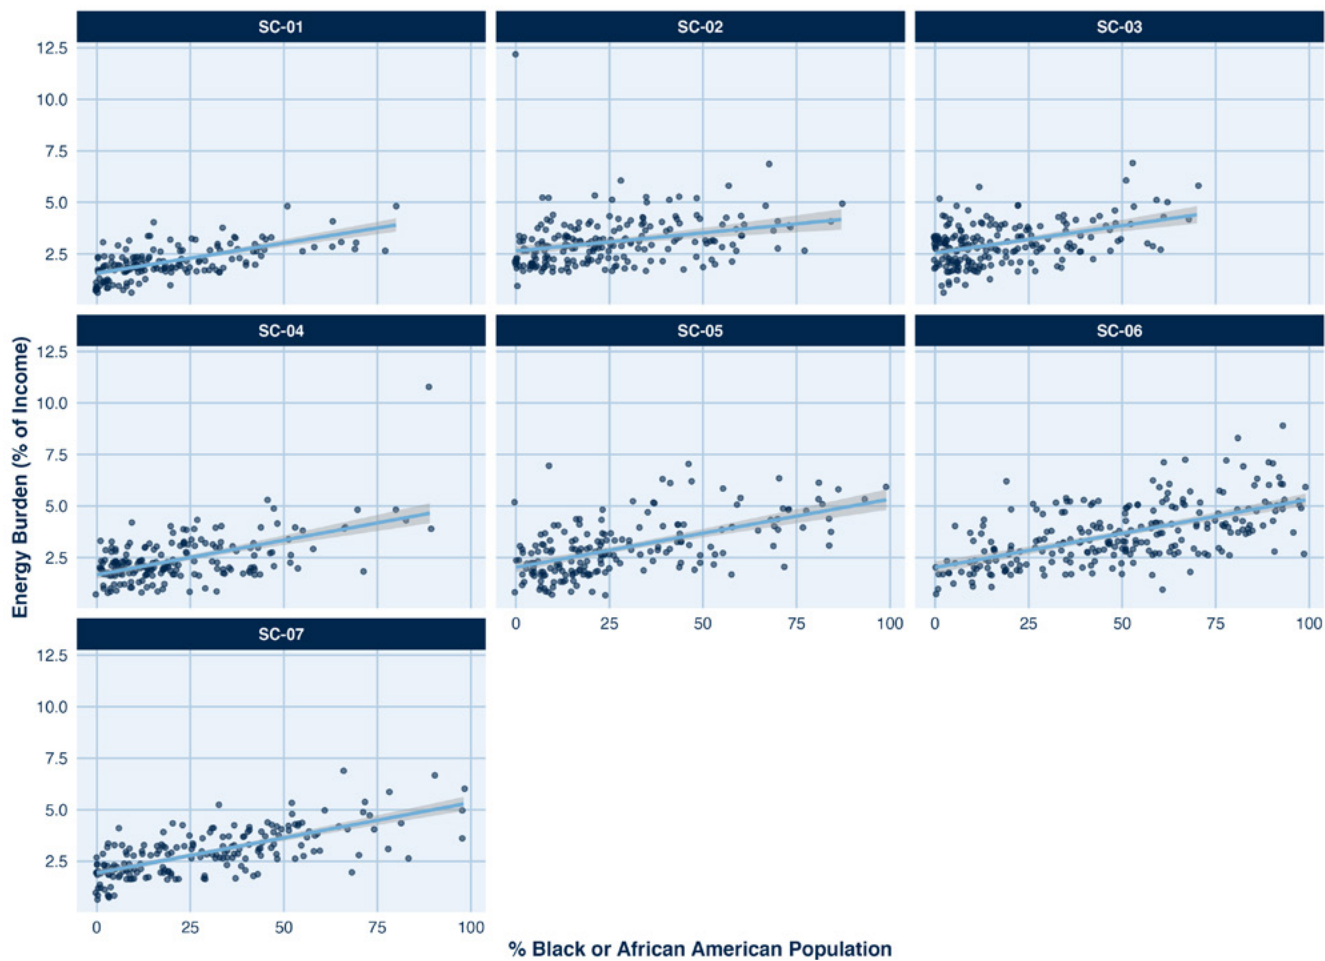 SC-01 SC-02 SC-03
12.5
10.0
7.5
5.0
2.5
SC-04 SC-05 SC-06
12.5
10.0
7.5
5.0
2.5
0 25 50 75 100 0 25 50 75 100
SC-07
12.5
10.0
7.5
5.0
2.5
0 25 50 75 100
Energy Burden (% of Income)
% Black or African American Population